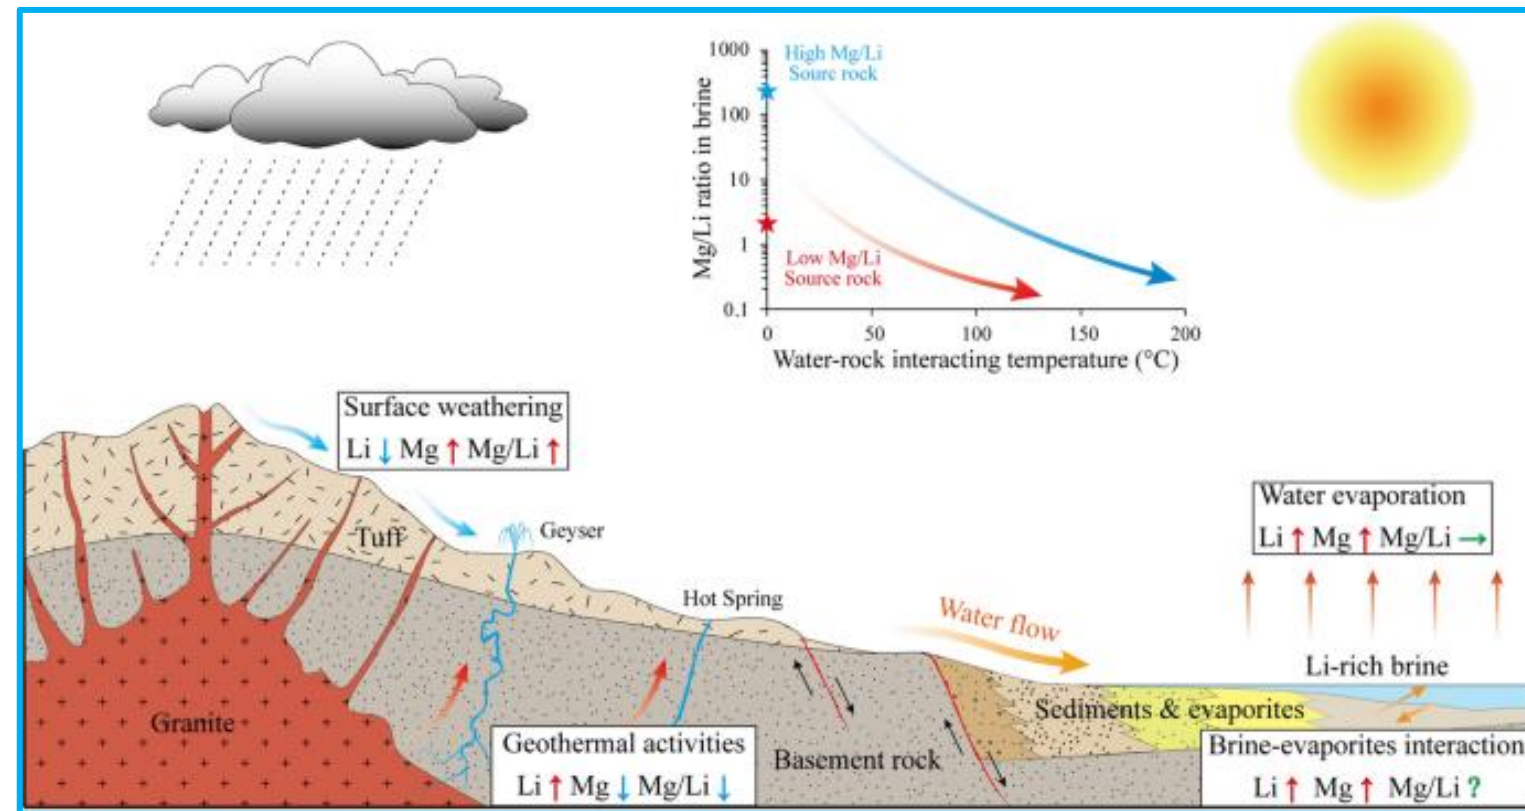 1000
100
10
1
0.1
Mg/Li ratio in brine
High Mg/Li
Sourc rock
Low Mg/Li
Source rock
0 50 100 150 200
Water-rock interacting temperature (°C)
Surface weathering
Li ↓ Mg ↑ Mg/Li ↑
Tuff
Geyser
Hot Spring
Water flow
Water evaporation
Li ↑ Mg ↑ Mg/Li →
Li-rich brine
Granite
Geothermal activities
Li ↑ Mg ↓ Mg/Li ↓
Basement rock
Sediments & evaporites
Brine-evaporites interaction
Li ↑ Mg ↑ Mg/Li ?